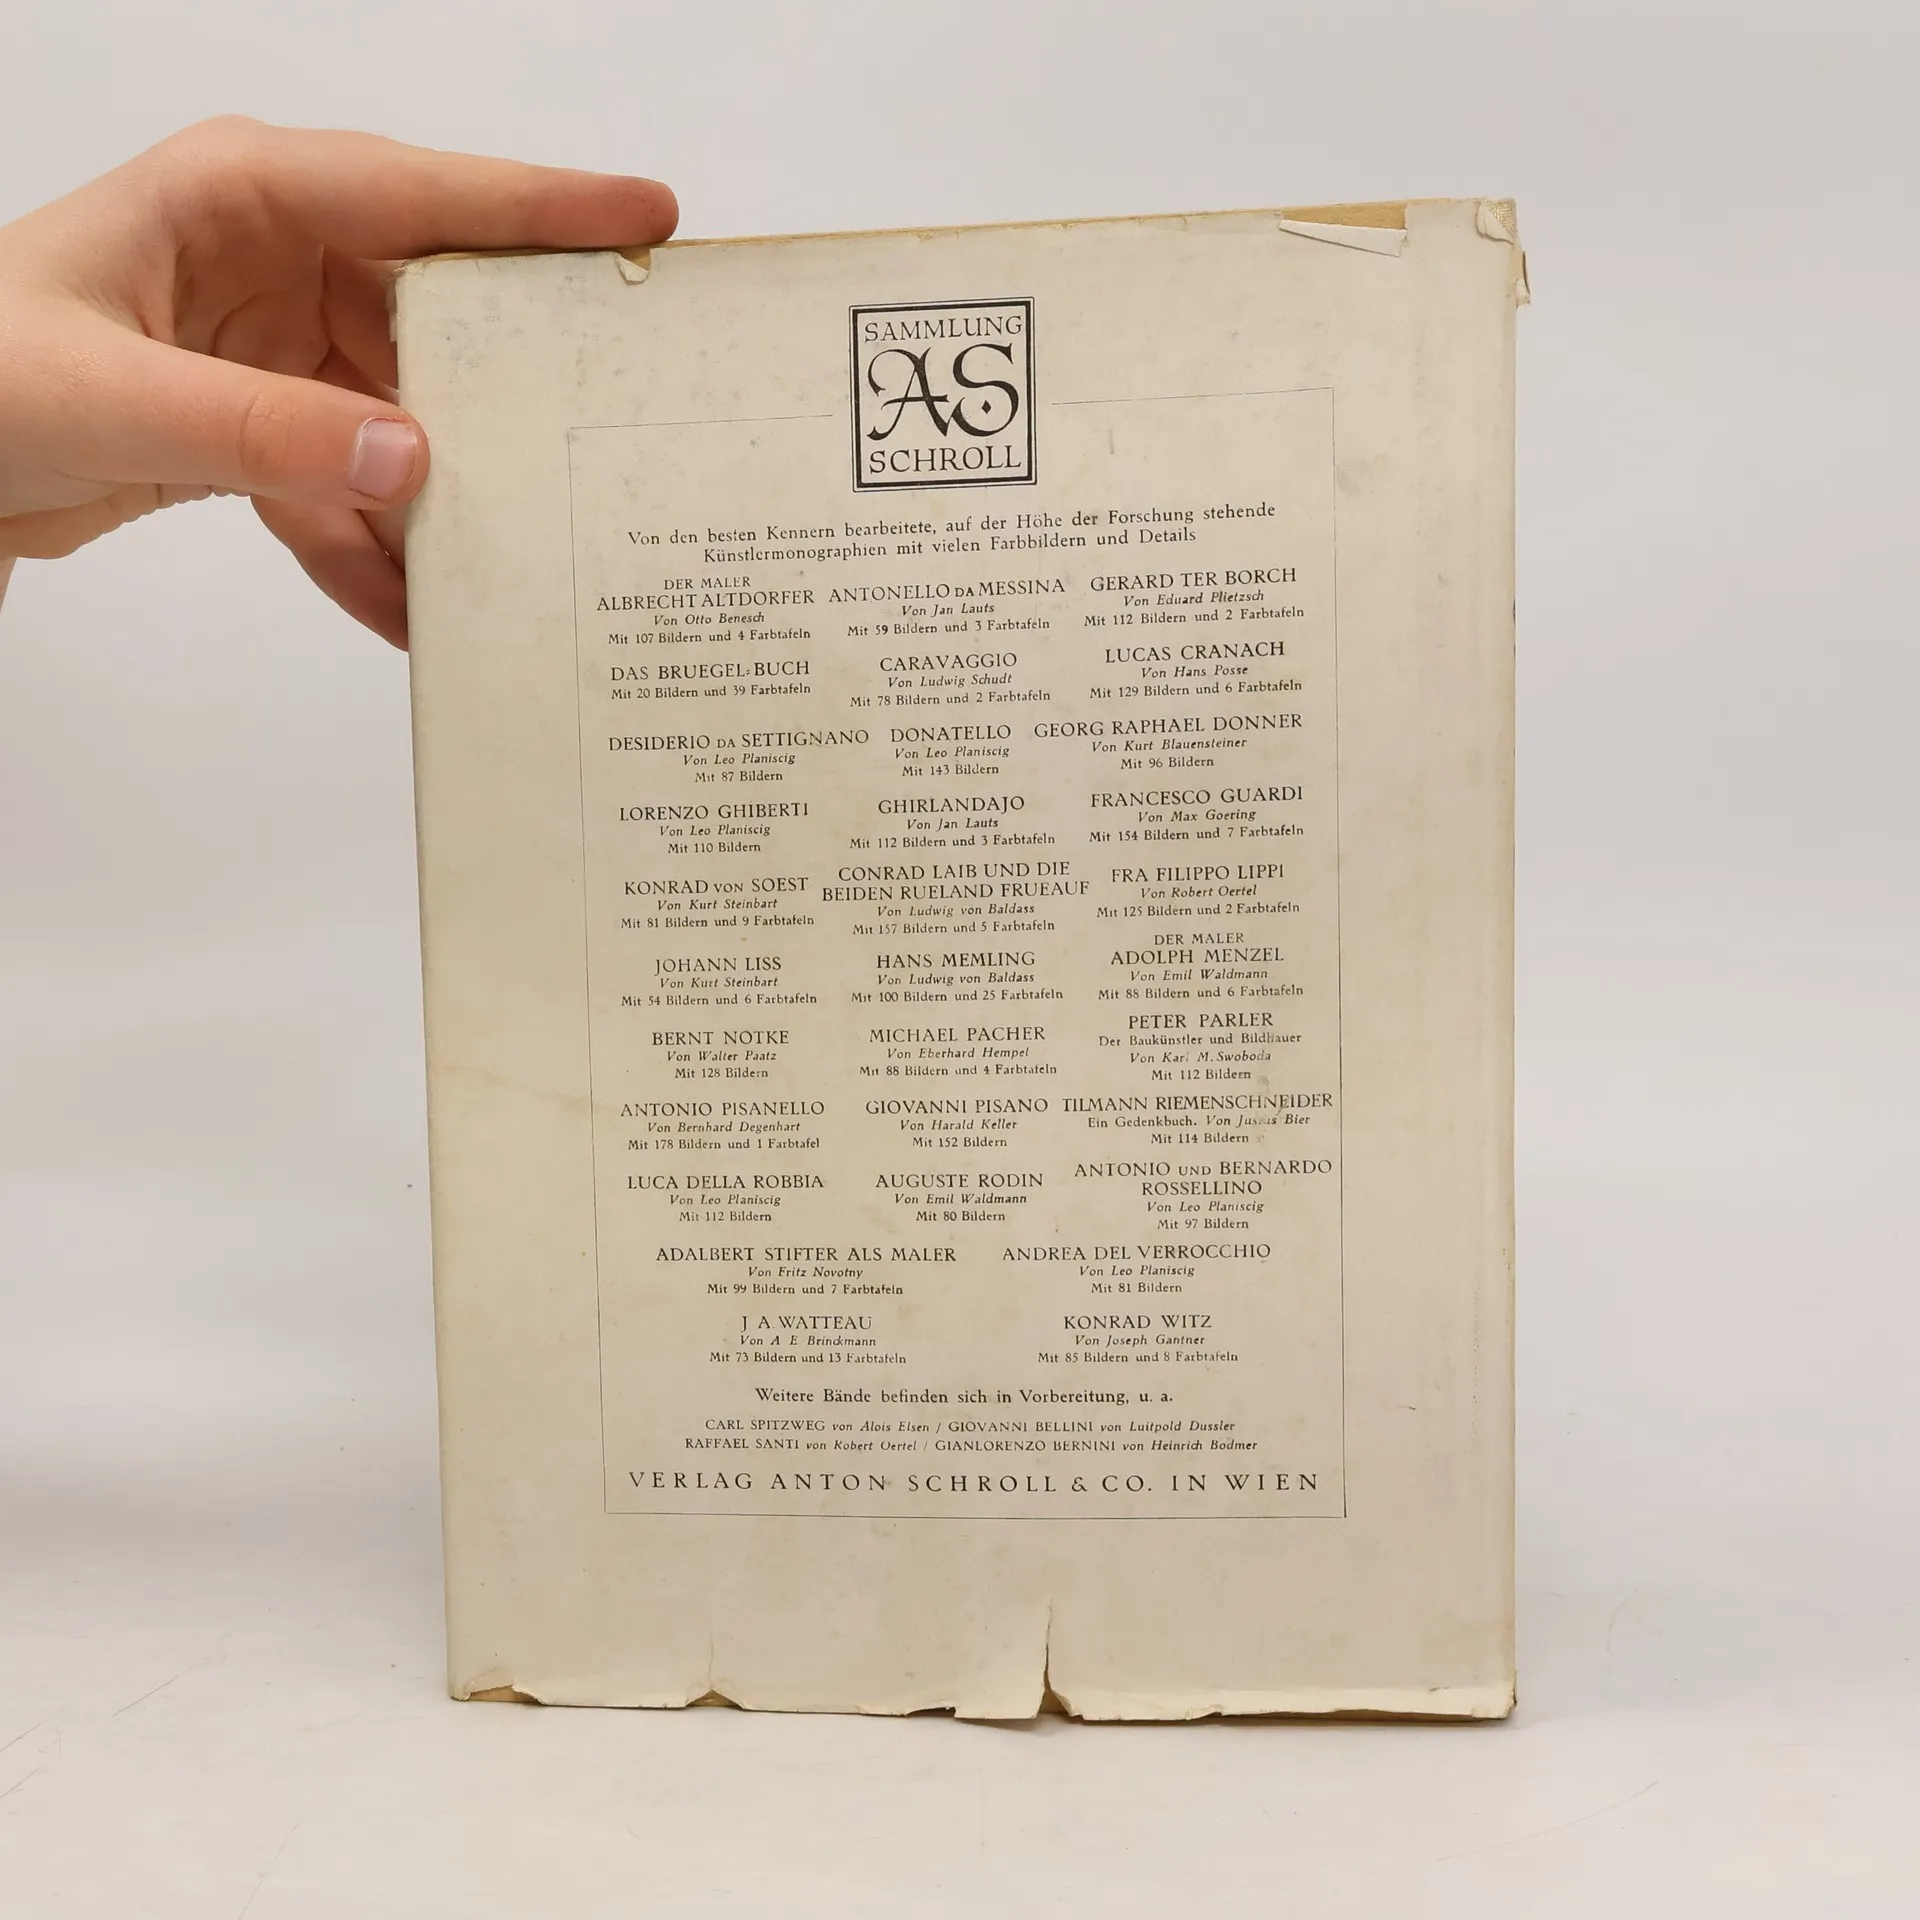 SAMMLUNG
AS
SCHROLL
Von den besten Kennern bearbeitete, auf der Höhe der Forschung stehende
Künstlermonographien mit vielen Farbbildern und Details
DER MALER
ALBRECHT ALTDORFER
Von Otto Benesch
Mit 107 Bildern und 4 Farbtafeln
ANTONELLO DA MESSINA
Von Jan Lauts
Mit 59 Bildern und 3 Farbtafeln
GERARD TER BORCH
Von Eduard Plietzsch
Mit 112 Bildern und 2 Farbtafeln
DAS BRUEGEL-BUCH
Mit 20 Bildern und 39 Farbtafeln
CARAVAGGIO
Von Ludwig Schudt
Mit 78 Bildern und 2 Farbtafeln
LUCAS CRANACH
Von Hans Posse
Mit 129 Bildern und 6 Farbtafeln
DESIDERIO DA SETTIGNANO
Von Leo Planiscig
Mit 87 Bildern
DONATELLO
Von Leo Planiscig
Mit 143 Bildern
GEORG RAPHAEL DONNER
Von Kurt Blauensteiner
Mit 96 Bildern
LORENZO GHIBERTI
Von Leo Planiscig
Mit 110 Bildern
GHIRLANDAJO
Von Jan Lauts
Mit 112 Bildern und 3 Farbtafeln
FRANCESCO GUARDI
Von Max Goering
Mit 154 Bildern und 7 Farbtafeln
KONRAD VON SOEST
Von Kurt Steinbart
Mit 81 Bildern und 9 Farbtafeln
CONRAD LAIB UND DIE
BEIDEN RUELAND FRUEAUF
Von Ludwig von Baldass
Mit 157 Bildern und 5 Farbtafeln
FRA FILIPPO LIPPI
Von Robert Oertel
Mit 125 Bildern und 2 Farbtafeln
JOHANN LISS
Von Kurt Steinbart
Mit 54 Bildern und 6 Farbtafeln
HANS MEMLING
Von Ludwig von Baldass
Mit 100 Bildern und 25 Farbtafeln
DER MALER
ADOLPH MENZEL
Von Emil Waldmann
Mit 88 Bildern und 6 Farbtafeln
BERNT NOTKE
Von Walter Paatz
Mit 128 Bildern
MICHAEL PACHER
Von Eberhard Hempel
Mit 88 Bildern und 4 Farbtafeln
PETER PARLER
Der Baukünstler und Bildhauer
Von Karl M. Swoboda
Mit 112 Bildern
ANTONIO PISANELLO
Von Bernhard Degenhart
Mit 178 Bildern und 1 Farbtafel
GIOVANNI PISANO
Von Harald Keller
Mit 152 Bildern
TILMANN RIEMENSCHNEIDER
Ein Gedenkbuch. Von Justus Bier
Mit 114 Bildern
LUCA DELLA ROBBIA
Von Leo Planiscig
Mit 112 Bildern
AUGUSTE RODIN
Von Emil Waldmann
Mit 80 Bildern
ANTONIO UND BERNARDO
ROSSELLINO
Von Leo Planiscig
Mit 97 Bildern
ADALBERT STIFTER ALS MALER
Von Fritz Novotny
Mit 99 Bildern und 7 Farbtafeln
ANDREA DEL VERROCCHIO
Von Leo Planiscig
Mit 81 Bildern
J A. WATTEAU
Von A E Brinckmann
Mit 73 Bildern und 13 Farbtafeln
KONRAD WITZ
Von Joseph Gantner
Mit 85 Bildern und 8 Farbtafeln
Weitere Bände befinden sich in Vorbereitung, u. a.
CARL SPITZWEG von Alois Elsen / GIOVANNI BELLINI von Luitpold Dussler
RAFFAEL SANTI von Robert Oertel / GIANLORENZO BERNINI von Heinrich Bodmer
VERLAG ANTON SCHROLL & CO. IN WIEN